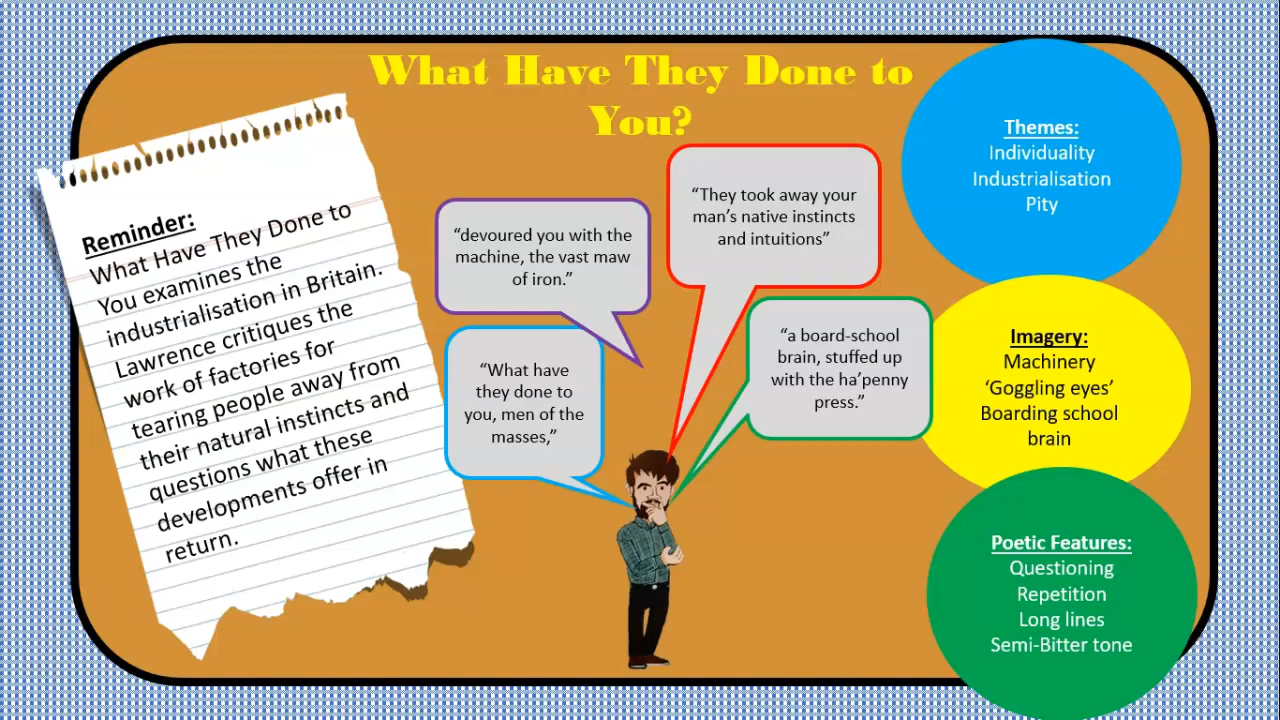 What Have They Done to
You?
Reminder:
What Have They Done to
You examines the
industrialisation in Britain.
Lawrence critiques the
work of factories for
tearing people away from
their natural instincts and
questions what these
developments offer in
return.
“devoured you with the
machine, the vast maw
of iron.”
“They took away your
man’s native instincts
and intuitions”
“What have
they done to
you, men of the
masses,”
“a board-school
brain, stuffed up
with the ha’penny
press.”
Themes:
Individuality
Industrialisation
Pity
Imagery:
Machinery
‘Goggling eyes’
Boarding school
brain
Poetic Features:
Questioning
Repetition
Long lines
Semi-Bitter tone